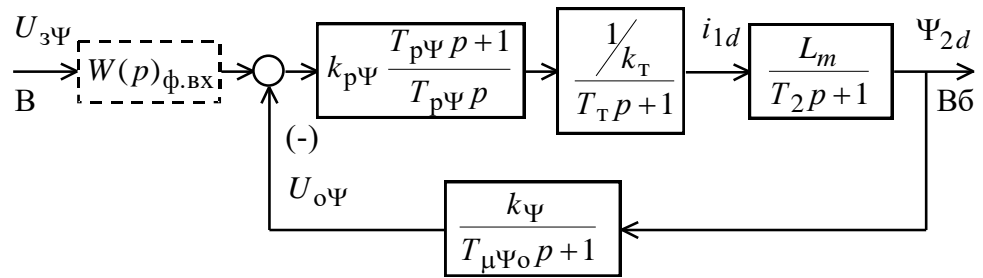 U_зΨ
В
W(p)_ф.вх
(-)
U_оΨ
k_рΨ (T_рΨ p + 1) / (T_рΨ p)
(1/k_т) / (T_т p + 1)
i_1d
L_m / (T_2 p + 1)
Ψ_2d
Вб
k_Ψ / (T_μΨо p + 1)